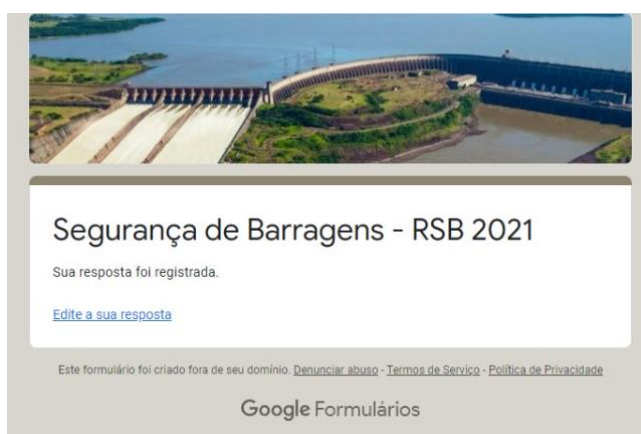 Segurança de Barragens - RSB 2021
Sua resposta foi registrada.
Edite a sua resposta
Este formulário foi criado fora de seu domínio. Denunciar abuso - Termos de Serviço - Política de Privacidade
Google Formulários